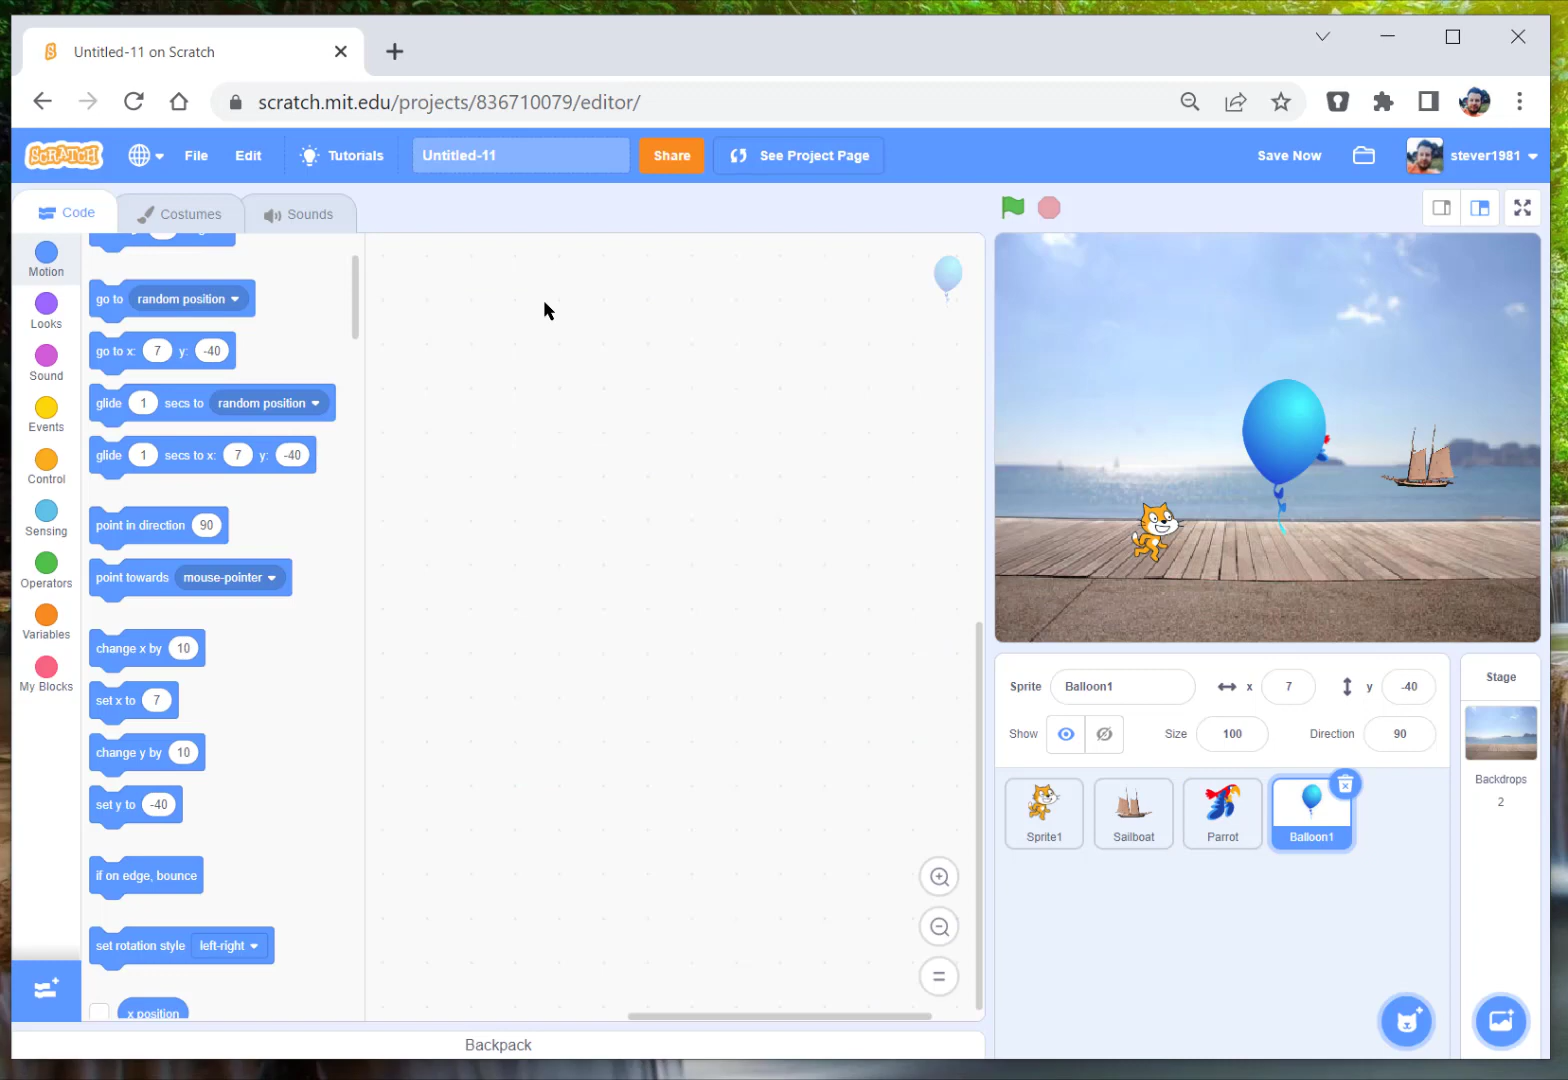 Untitled-11 on Scratch
scratch.mit.edu/projects/836710079/editor/
SCRATCH
File
Edit
Tutorials
Untitled-11
Share
See Project Page
Save Now
stever1981
Code
Costumes
Sounds
Motion
Looks
Sound
Events
Control
Sensing
Operators
Variables
My Blocks
go to random position
go to x: 7 y: -40
glide 1 secs to random position
glide 1 secs to x: 7 y: -40
point in direction 90
point towards mouse-pointer
change x by 10
set x to 7
change y by 10
set y to -40
if on edge, bounce
set rotation style left-right
x position
Backpack
Sprite Balloon1 x 7 y -40
Show Size 100 Direction 90
Sprite1
Sailboat
Parrot
Balloon1
Stage
Backdrops
2